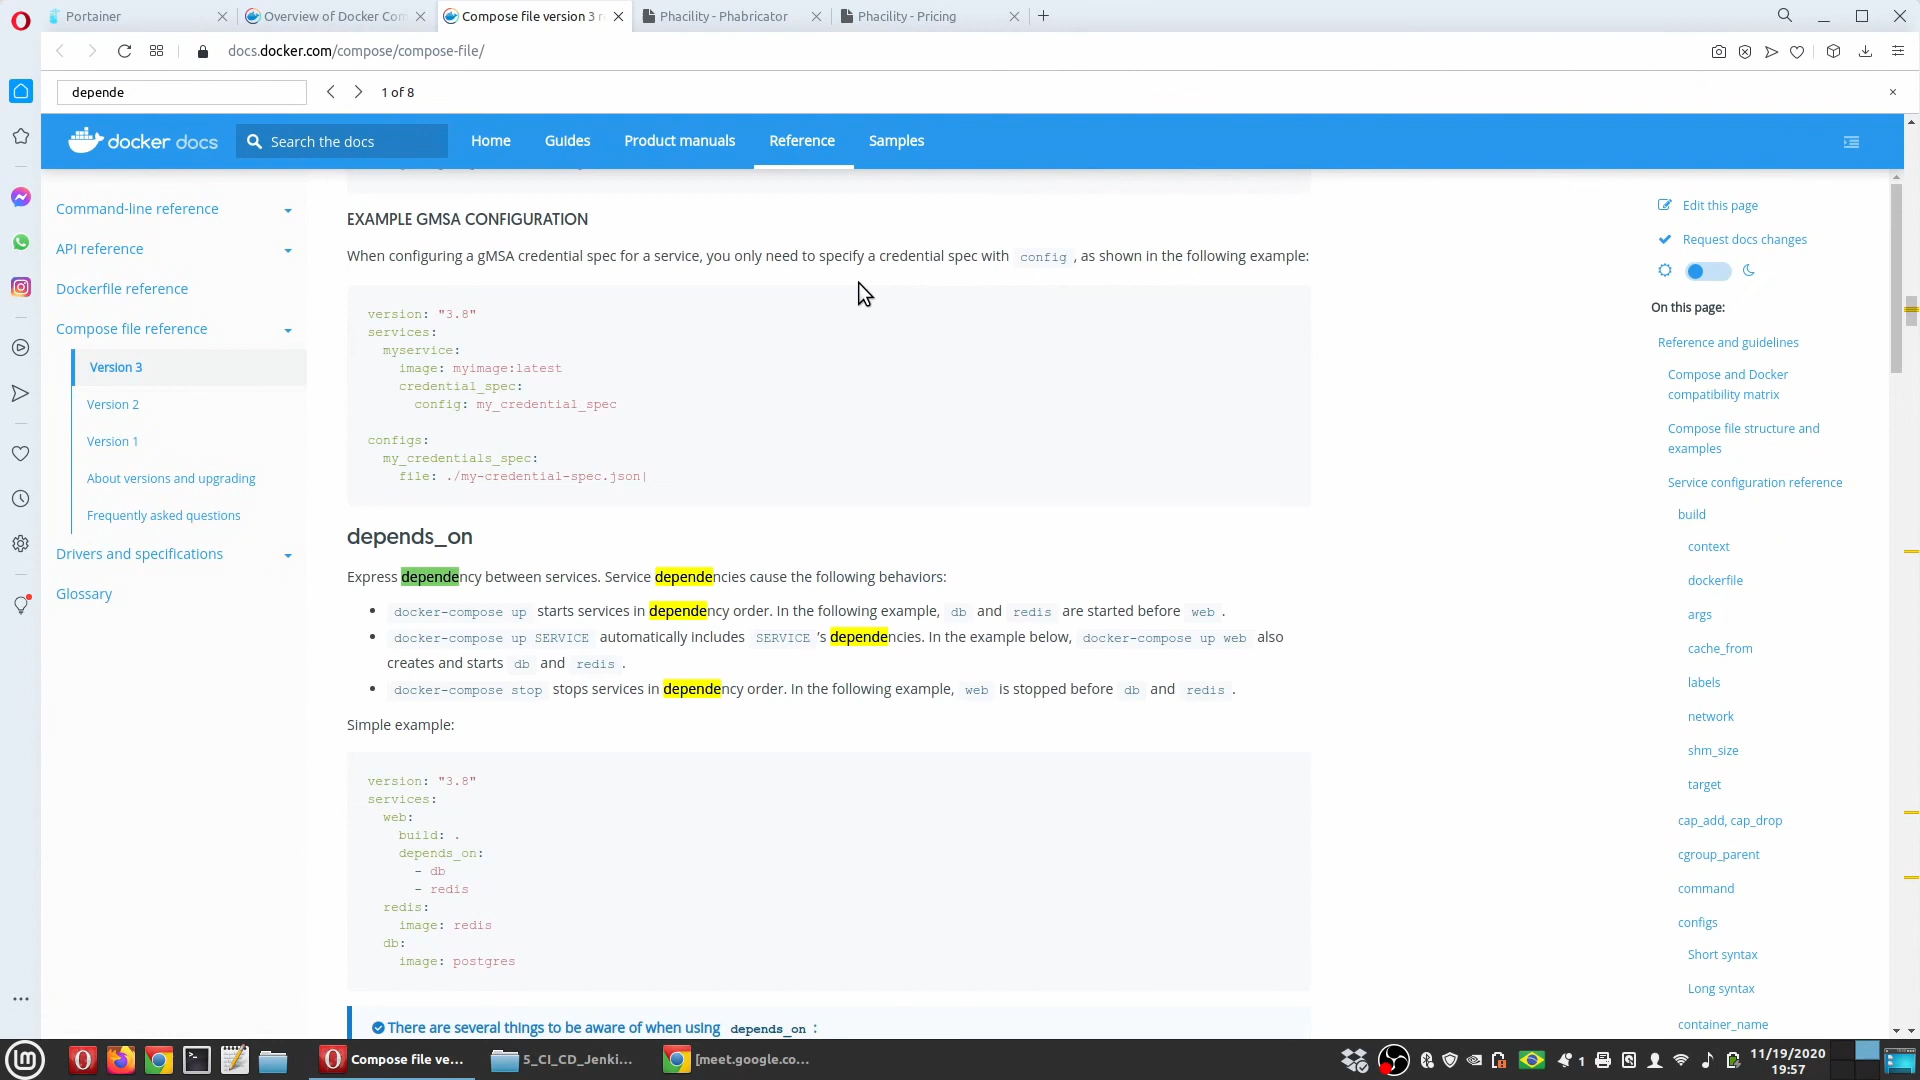 Portainer
Overview of Docker Com
Compose file version 3 r
Phacility - Phabricator
Phacility - Pricing
docs.docker.com/compose/compose-file/
depende
1 of 8
docker docs
Search the docs
Home
Guides
Product manuals
Reference
Samples
Command-line reference
API reference
Dockerfile reference
Compose file reference
Version 3
Version 2
Version 1
About versions and upgrading
Frequently asked questions
Drivers and specifications
Glossary
EXAMPLE GMSA CONFIGURATION
When configuring a gMSA credential spec for a service, you only need to specify a credential spec with config , as shown in the following example:
version: "3.8"
services:
myservice:
image: myimage:latest
credential_spec:
config: my_credential_spec
configs:
my_credentials_spec:
file: ./my-credential-spec.json|
depends_on
Express dependency between services. Service dependencies cause the following behaviors:
• docker-compose up starts services in dependency order. In the following example, db and redis are started before web .
• docker-compose up SERVICE automatically includes SERVICE 's dependencies. In the example below, docker-compose up web also
creates and starts db and redis .
• docker-compose stop stops services in dependency order. In the following example, web is stopped before db and redis .
Simple example:
version: "3.8"
services:
web:
build: .
depends_on:
- db
- redis
redis:
image: redis
db:
image: postgres
There are several things to be aware of when using depends_on :
Edit this page
Request docs changes
On this page:
Reference and guidelines
Compose and Docker
compatibility matrix
Compose file structure and
examples
Service configuration reference
build
context
dockerfile
args
cache_from
labels
network
shm_size
target
cap_add, cap_drop
cgroup_parent
command
configs
Short syntax
Long syntax
container_name
lm
Compose file ve...
5_CI_CD_Jenki...
[meet.google.co...
1
11/19/2020
19:57